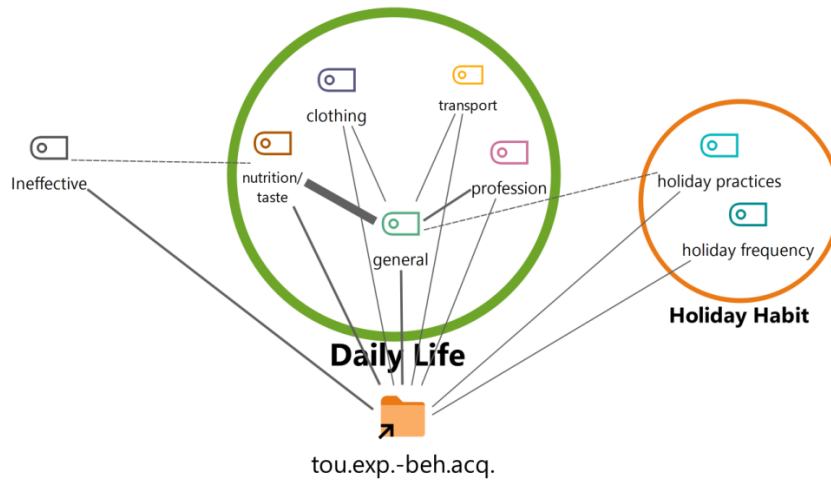 clothing
transport
Ineffective
nutrition/
taste
profession
general
holiday practices
holiday frequency
Daily Life
Holiday Habit
tou.exp.-beh.acq.